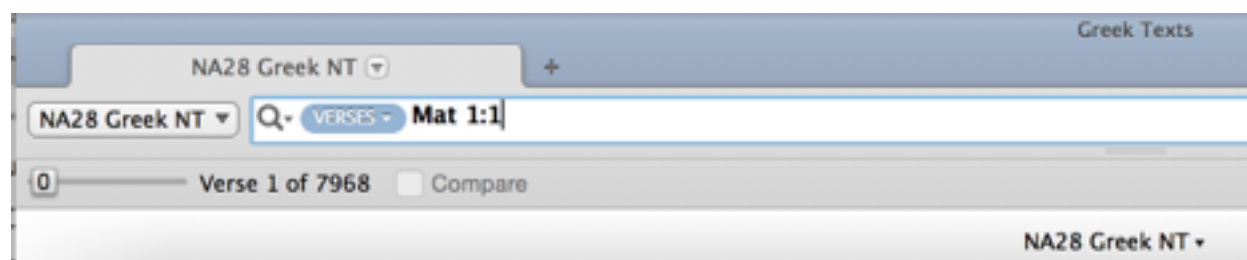 Greek Texts
NA28 Greek NT +
NA28 Greek NT VERSES Mat 1:1
0 Verse 1 of 7968 Compare
NA28 Greek NT